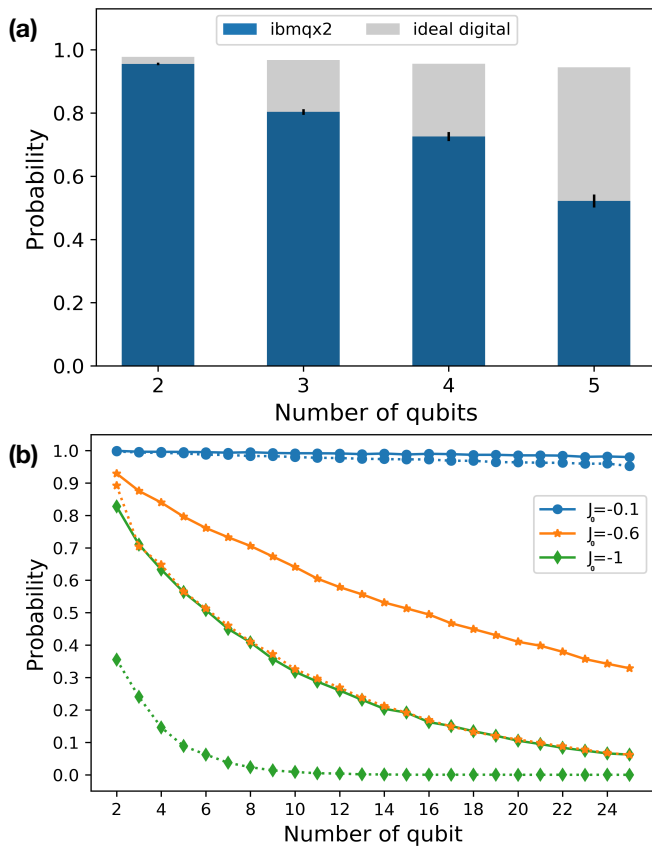 (a)
ibmqx2 ideal digital
1.0
0.8
0.6
0.4
0.2
0.0
Probability
2 3 4 5
Number of qubits
(b)
1.0
0.9
0.8
0.7
0.6
0.5
0.4
0.3
0.2
0.1
0.0
Probability
J₀=-0.1
J₀=-0.6
J₀=-1
2 4 6 8 10 12 14 16 18 20 22 24
Number of qubit